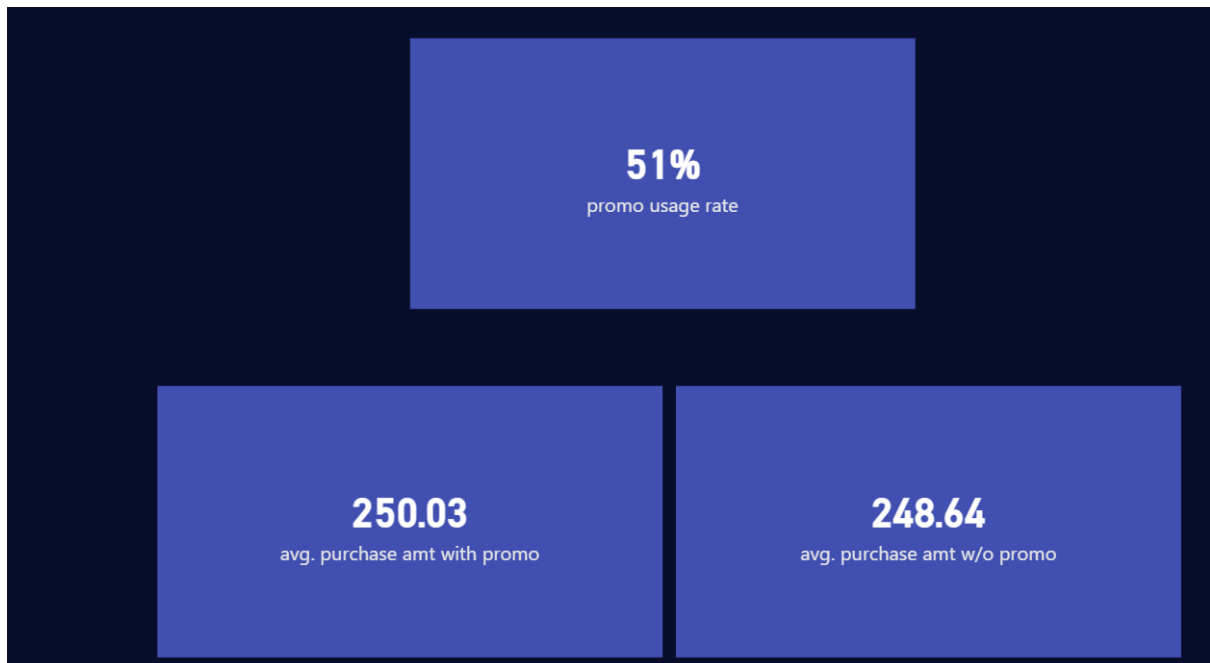 51%
promo usage rate
250.03
avg. purchase amt with promo
248.64
avg. purchase amt w/o promo